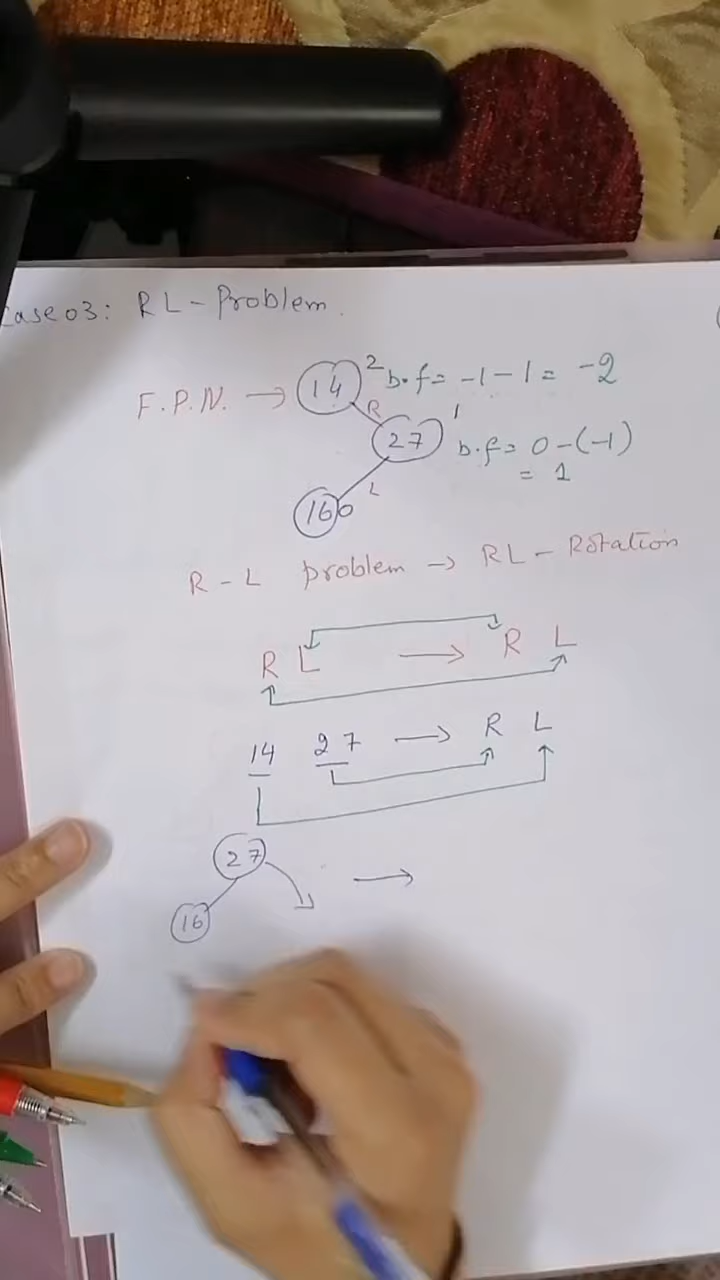 Case 03: RL-Problem.
F.P.N. → 14 2 b.f = -1-1 = -2
R
27 1 b.f = 0-(-1)
= 1
L
16 0
R-L problem → RL-Rotation
R L → R L
14 27 → R L
27 →
16